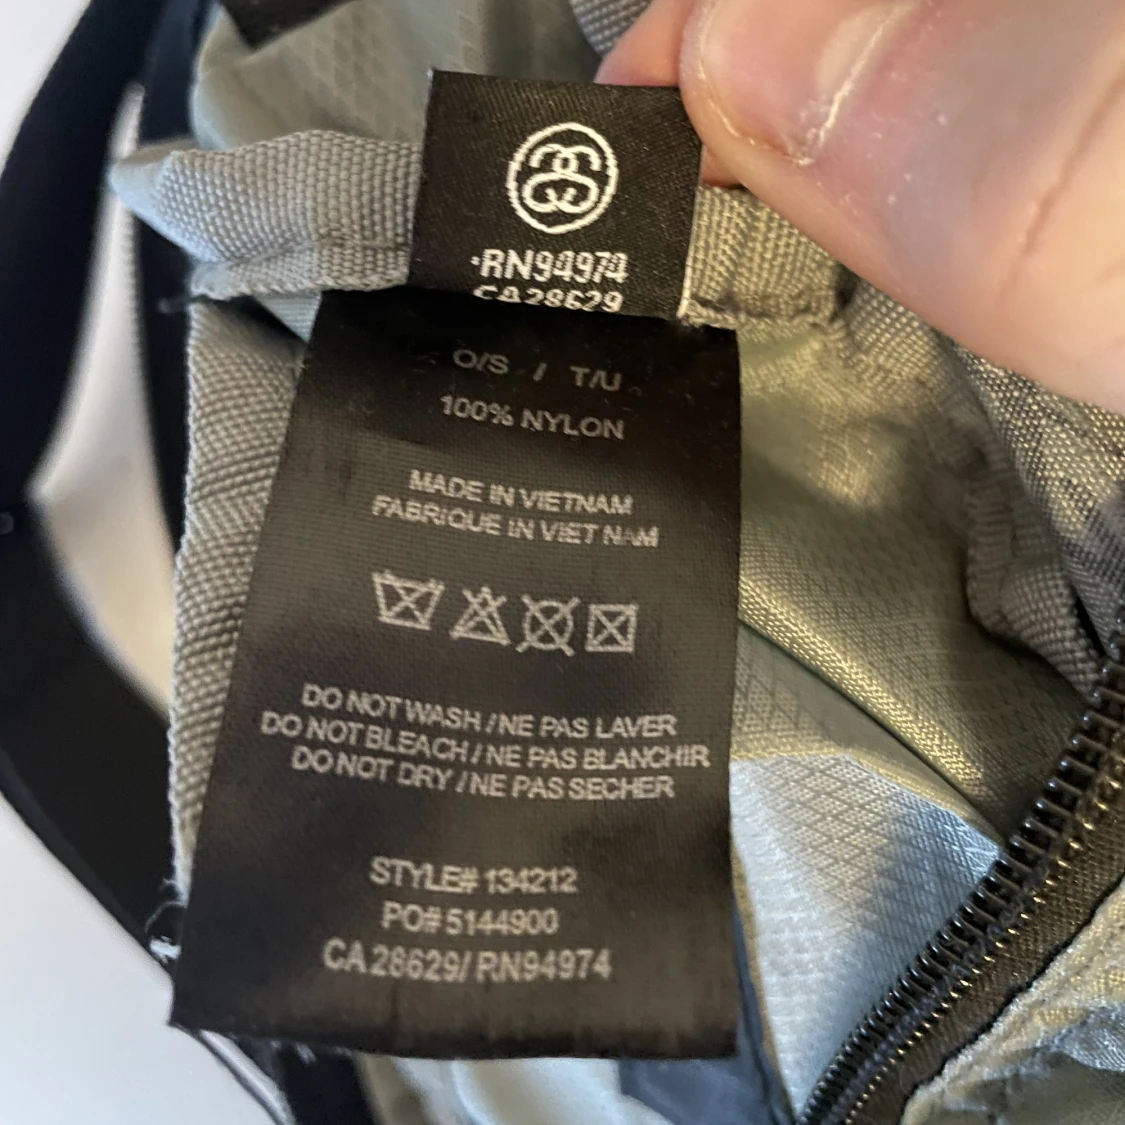 RN94974
CA28629
O/S / T/U
100% NYLON
MADE IN VIETNAM
FABRIQUE IN VIET NAM
DO NOT WASH / NE PAS LAVER
DO NOT BLEACH / NE PAS BLANCHIR
DO NOT DRY / NE PAS SECHER
STYLE# 134212
PO# 5144900
CA 28629/ RN94974